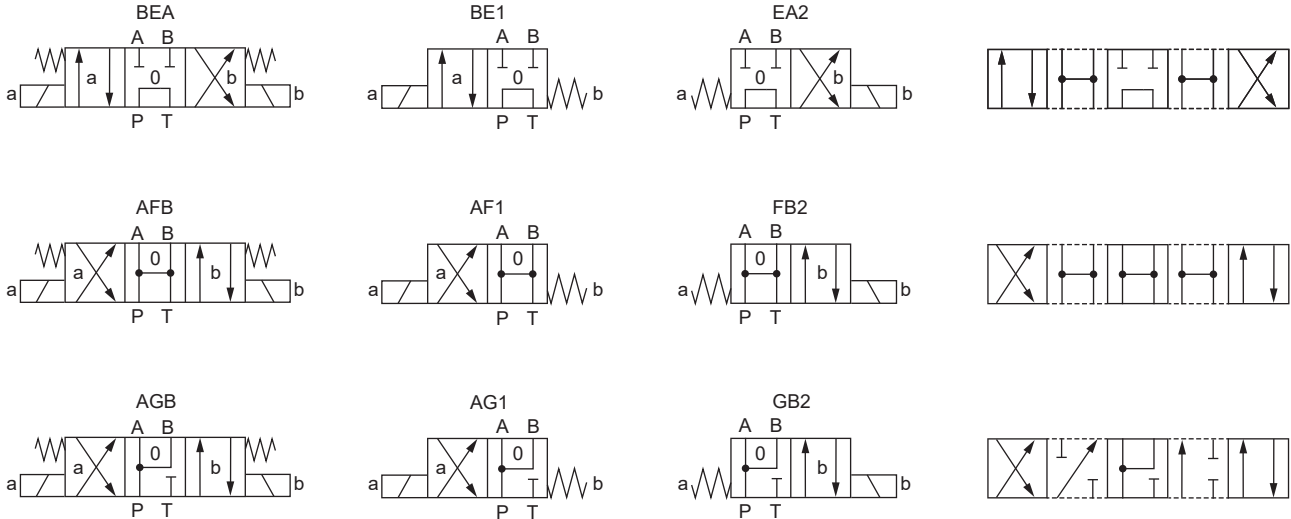 BEA BE1 EA2
A B A B A B
a 0 b a 0 0 b
a b a b a b
P T P T P T
AFB AF1 FB2
A B A B A B
a 0 b a 0 0 b
a b a b a b
P T P T P T
AGB AG1 GB2
A B A B A B
a 0 b a 0 0 b
a b a b a b
P T P T P T